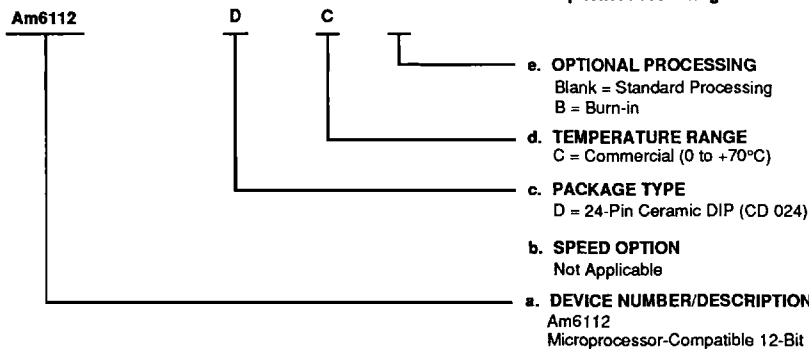 Am6112 D C
e. OPTIONAL PROCESSING
Blank = Standard Processing
B = Burn-in
d. TEMPERATURE RANGE
C = Commercial (0 to +70°C)
c. PACKAGE TYPE
D = 24-Pin Ceramic DIP (CD 024)
b. SPEED OPTION
Not Applicable
a. DEVICE NUMBER/DESCRIPTION
Am6112
Microprocessor-Compatible 12-Bit